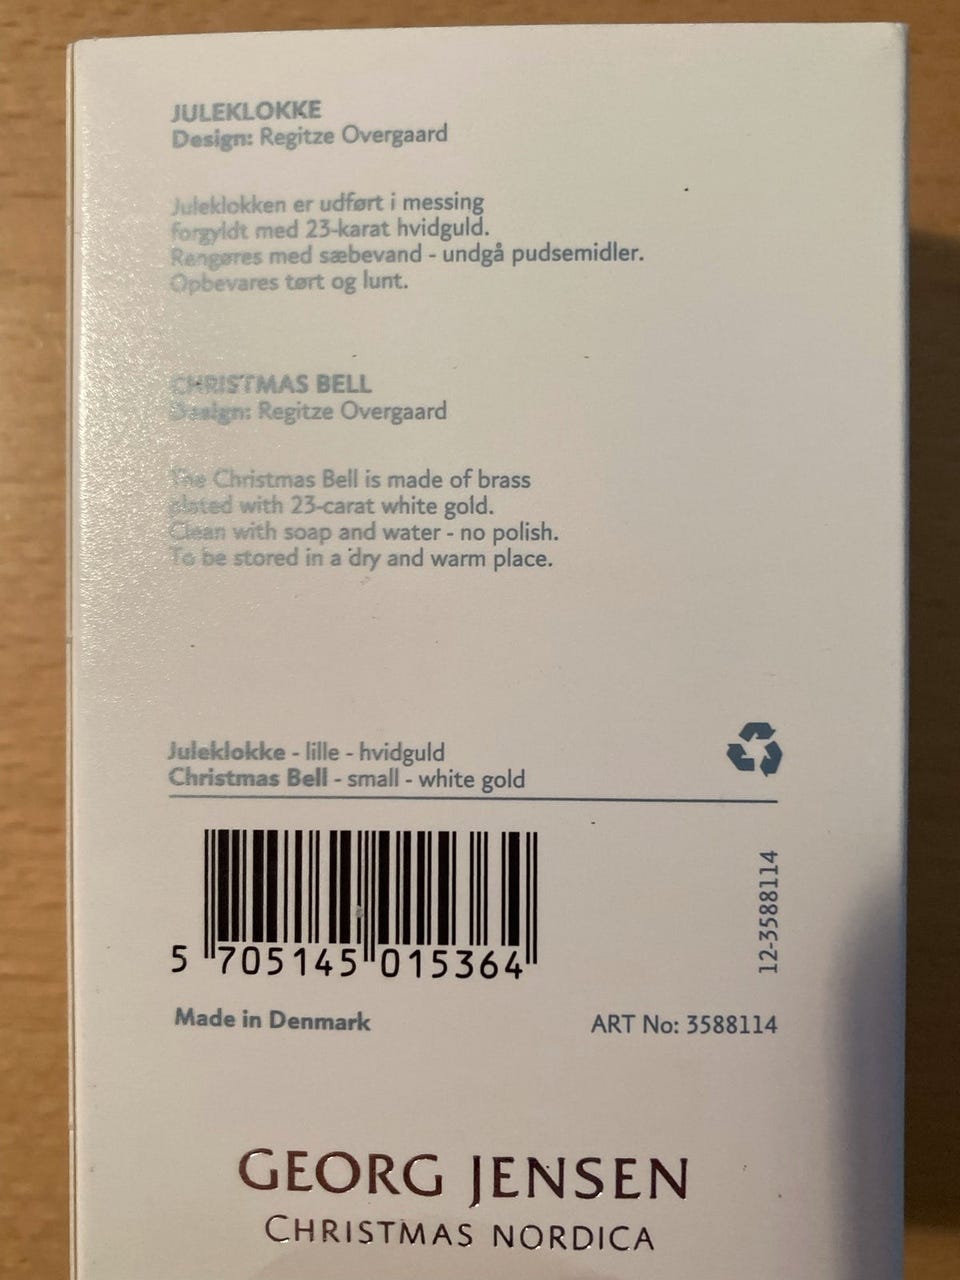 JULEKLOKKE
Design: Regitze Overgaard
Juleklokken er udført i messing
forgyldt med 23-karat hvidguld.
Rengøres med sæbevand - undgå pudsemidler.
Opbevares tørt og lunt.
CHRISTMAS BELL
Design: Regitze Overgaard
The Christmas Bell is made of brass
plated with 23-carat white gold.
Clean with soap and water - no polish.
To be stored in a dry and warm place.
Juleklokke - lille - hvidguld
Christmas Bell - small - white gold
5 705145 015364
12-3588114
Made in Denmark
ART No: 3588114
GEORG JENSEN
CHRISTMAS NORDICA